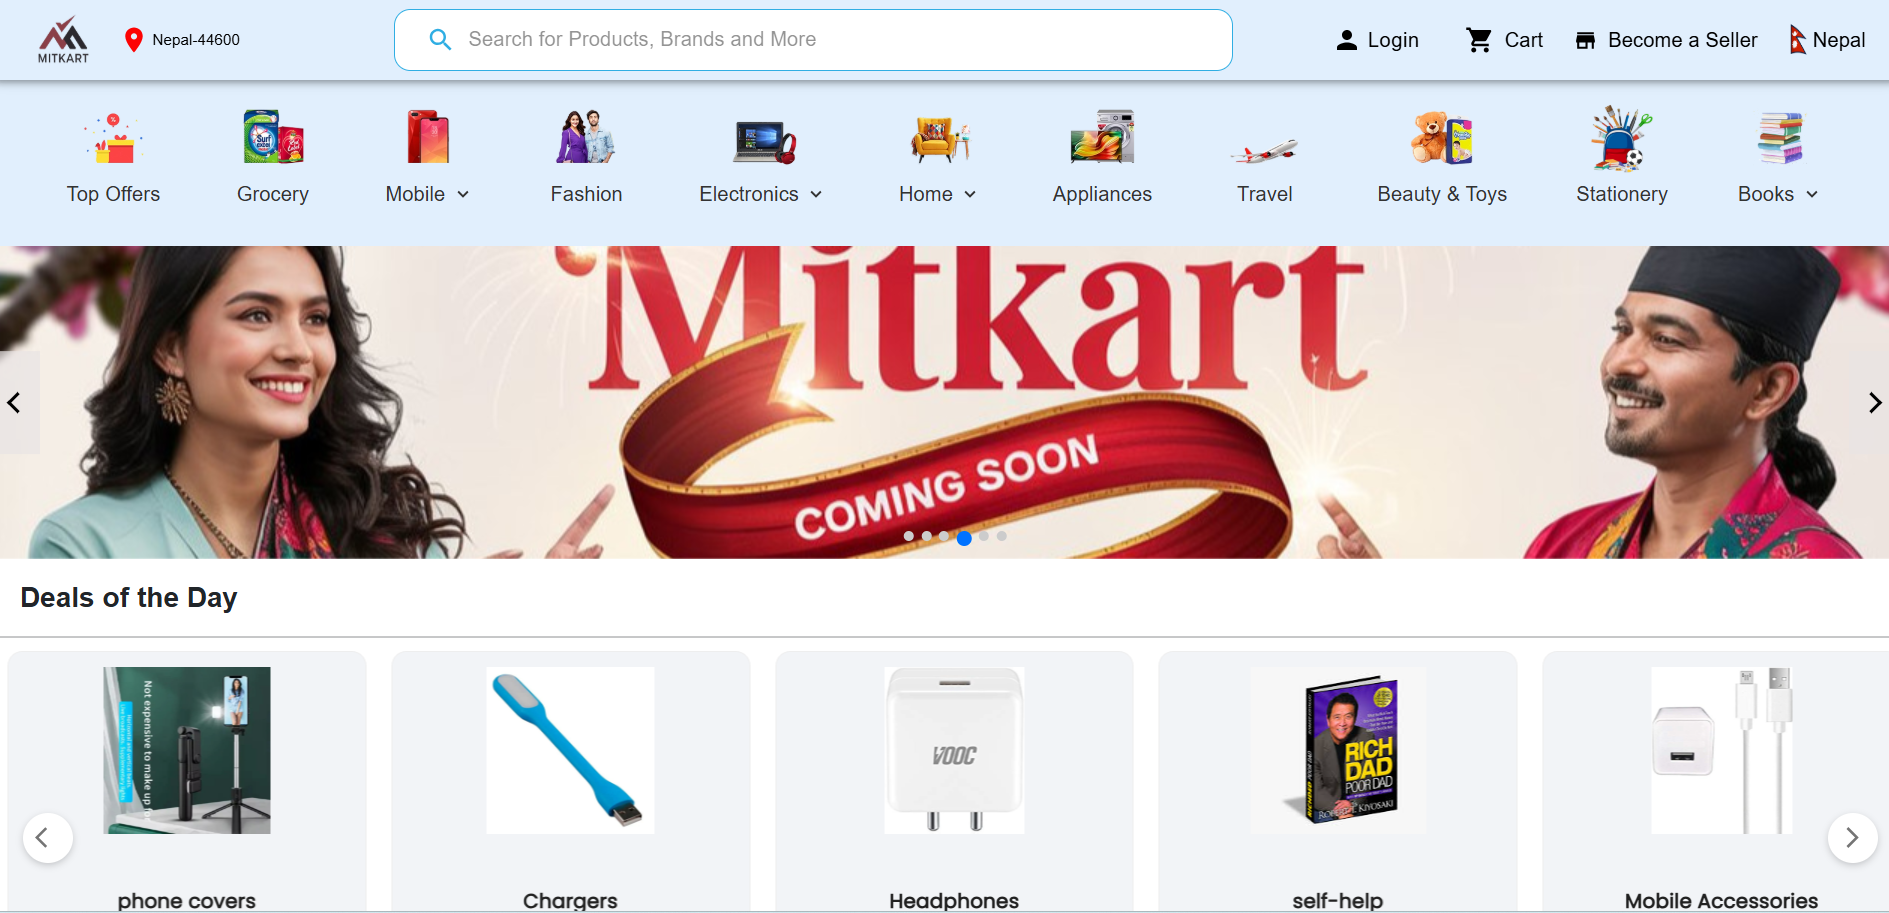 MITKART
Nepal-44600
Search for Products, Brands and More
Login
Cart
Become a Seller
Nepal
Surf excel
Top Offers
Grocery
Mobile
Fashion
Electronics
Home
Appliances
Travel
Beauty & Toys
Stationery
Books
Mitkart
COMING SOON
Deals of the Day
Not expensive to make up f
VOOC
RICH
DAD
POOR DAD
ROBERT T. KIYOSAKI
phone covers
Chargers
Headphones
self-help
Mobile Accessories